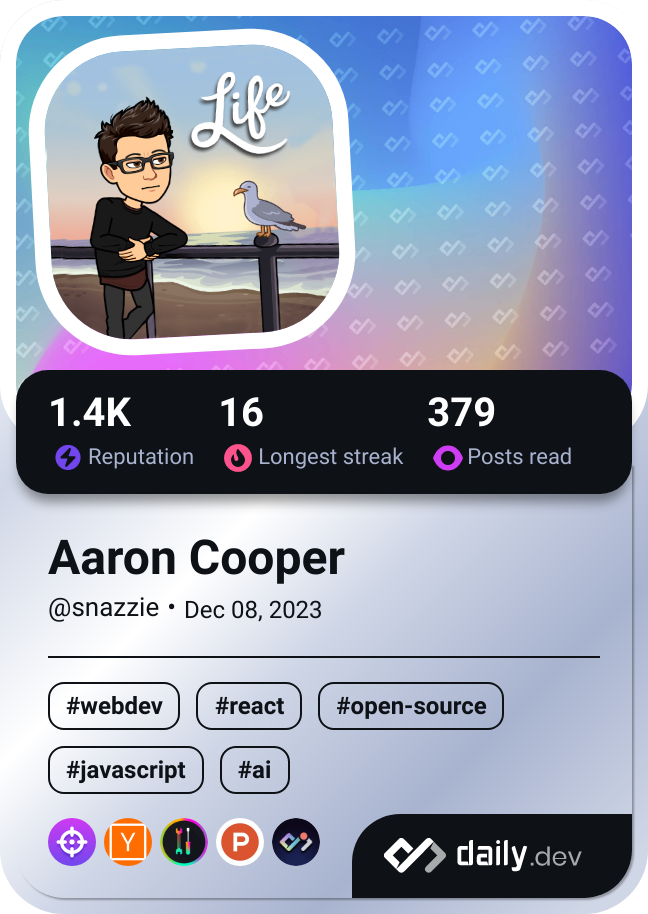 Life
1.4K 16 379
Reputation Longest streak Posts read
Aaron Cooper
@snazzie • Dec 08, 2023
#webdev #react #open-source
#javascript #ai
Y P
daily.dev